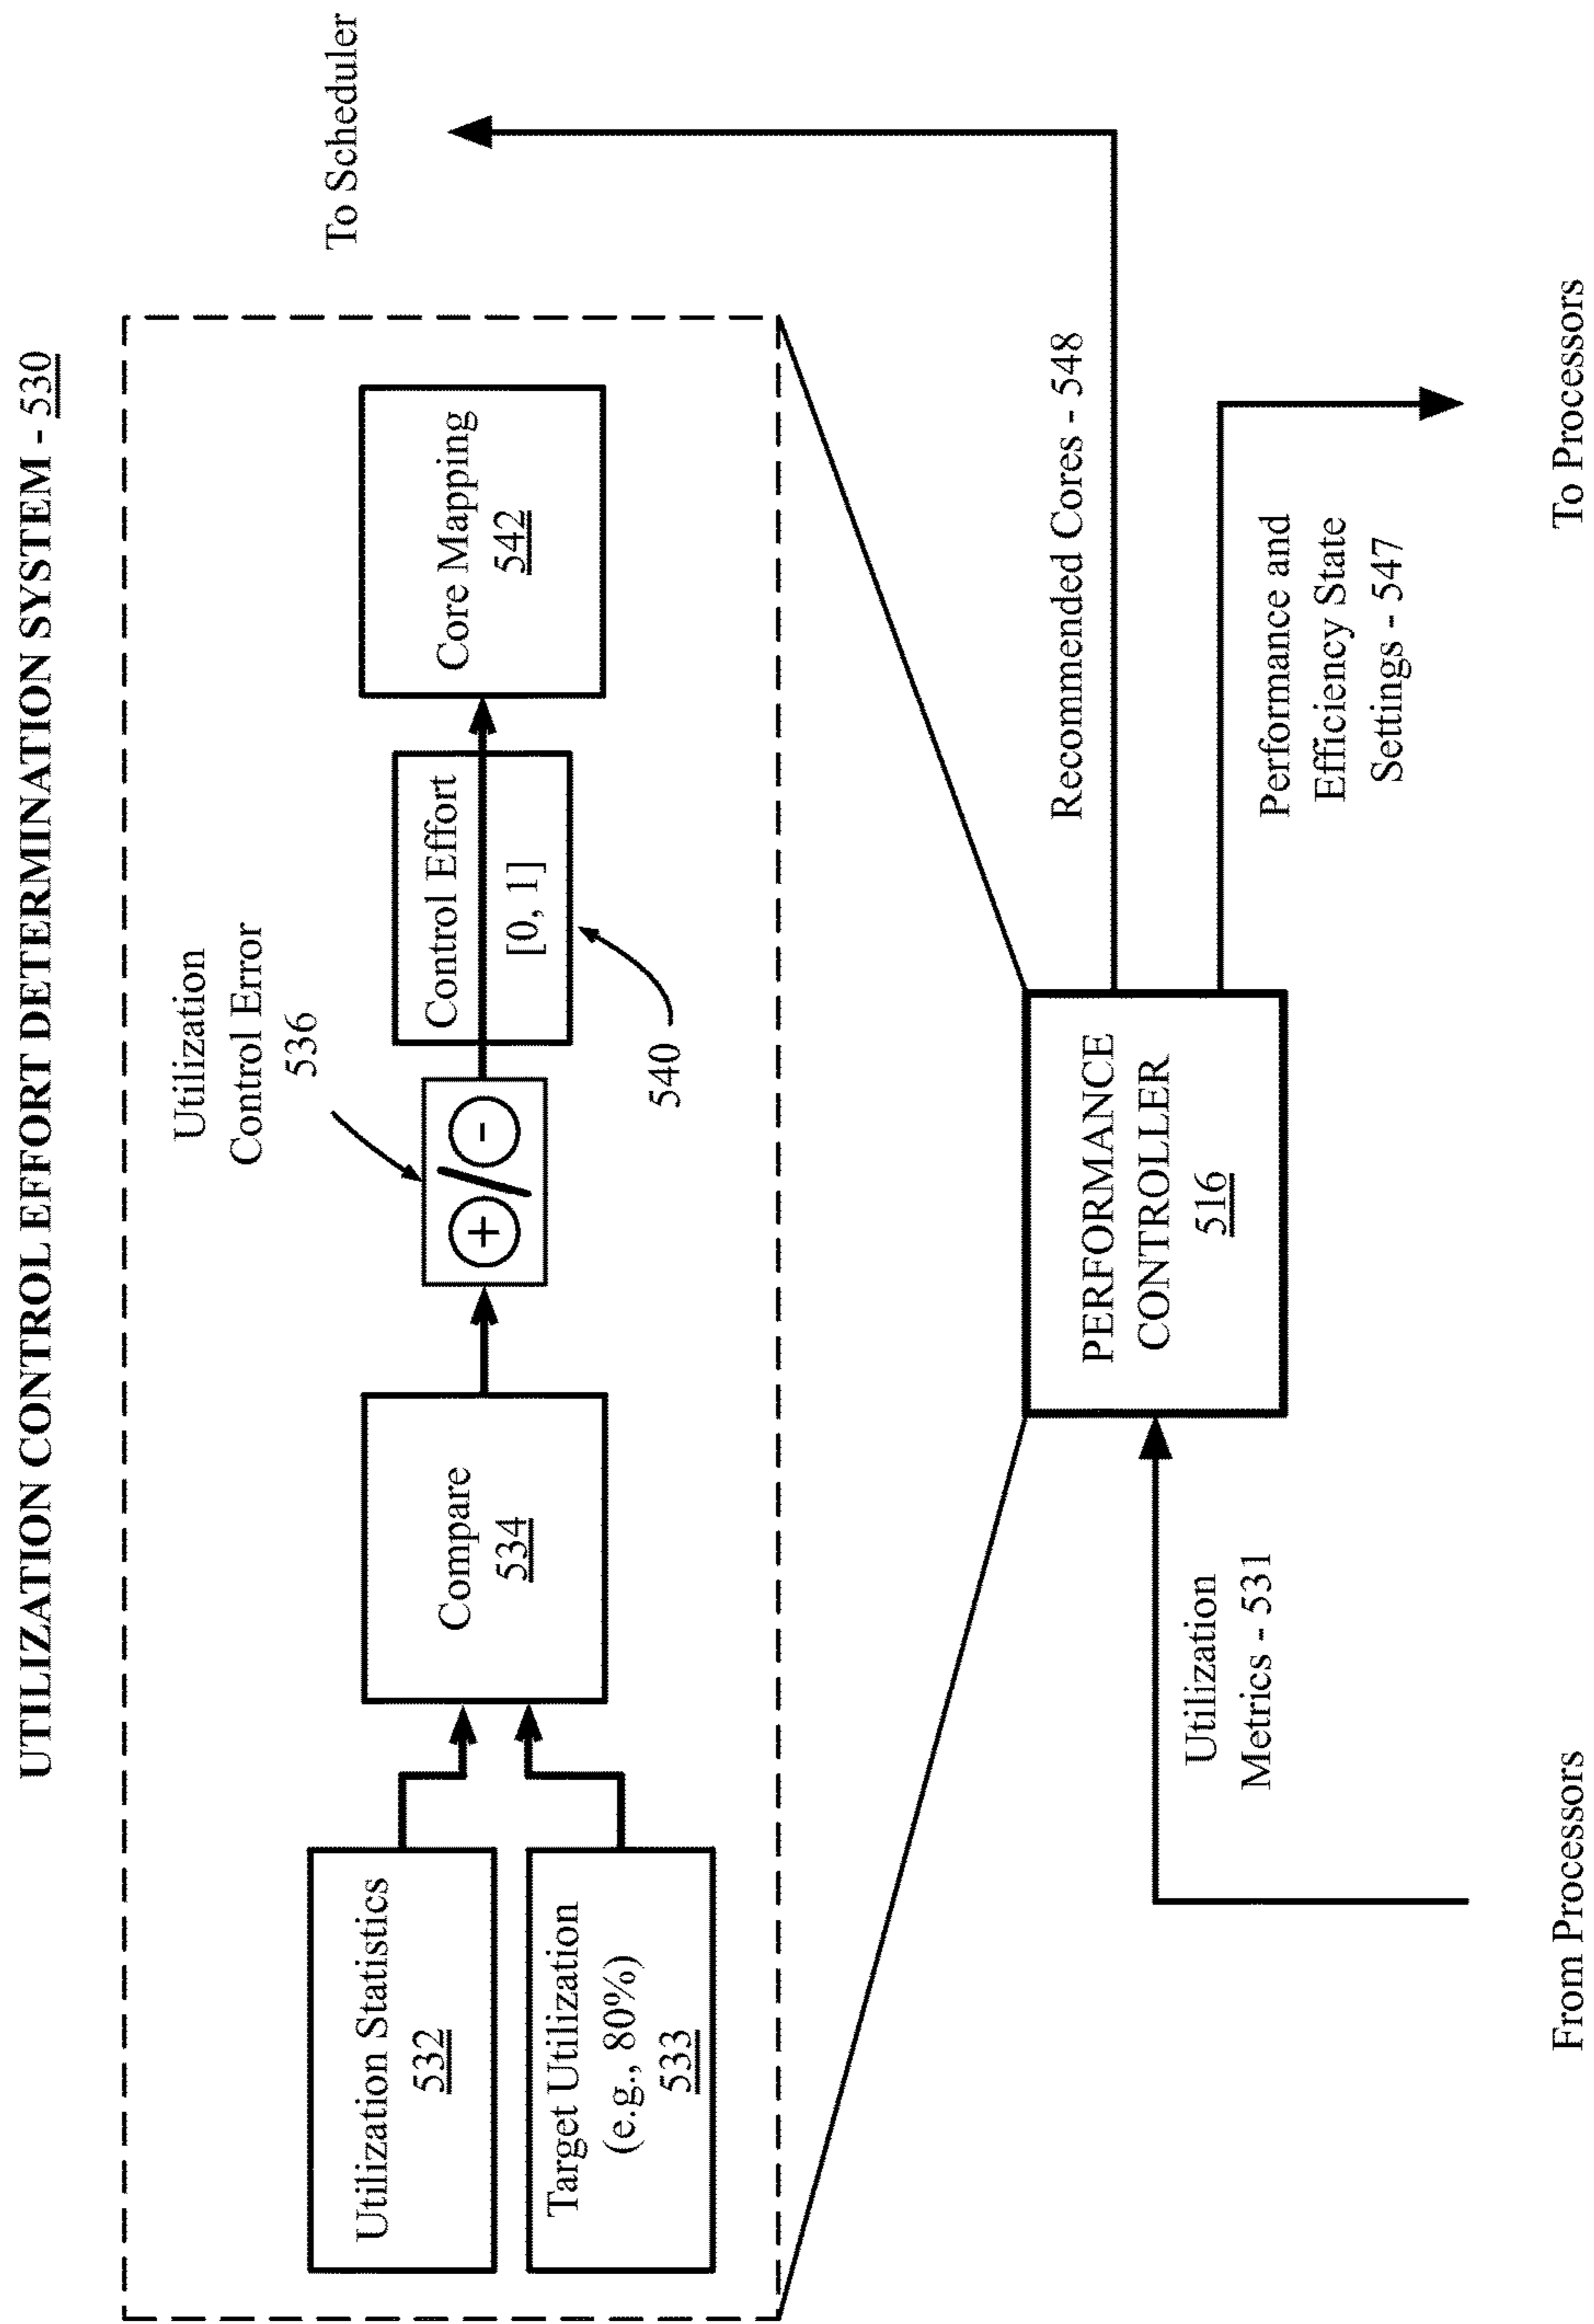 UTILIZATION CONTROL EFFORT DETERMINATION SYSTEM - 530
Utilization Statistics
532
Target Utilization
(e.g., 80%)
533
Compare
534
Utilization
Control Error
536
+
/
-
Control Effort
[0, 1]
540
Core Mapping
542
To Scheduler
Utilization
Metrics - 531
PERFORMANCE
CONTROLLER
516
Recommended Cores - 548
Performance and
Efficiency State
Settings - 547
From Processors
To Processors